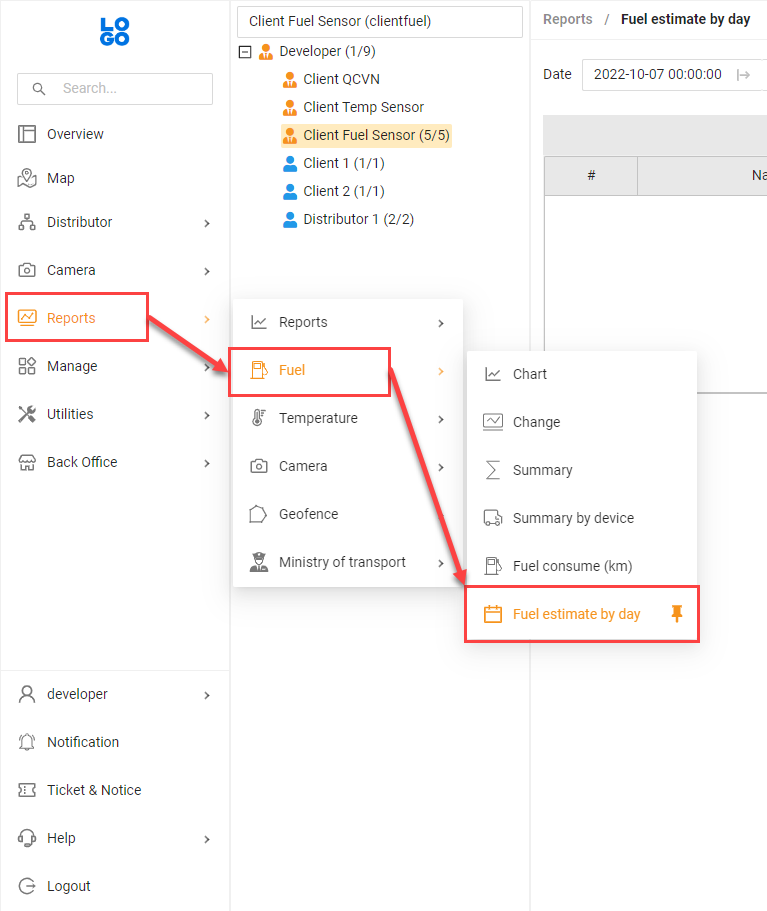 LO
GO
Search...
Overview
Map
Distributor
Camera
Reports
Manage
Utilities
Back Office
developer
Notification
Ticket & Notice
Help
Logout
Client Fuel Sensor (clientfuel)
Developer (1/9)
Client QCVN
Client Temp Sensor
Client Fuel Sensor (5/5)
Client 1 (1/1)
Client 2 (1/1)
Distributor 1 (2/2)
Reports
Fuel
Temperature
Camera
Geofence
Ministry of transport
Chart
Change
Summary
Summary by device
Fuel consume (km)
Fuel estimate by day
Reports / Fuel estimate by day
Date 2022-10-07 00:00:00
# Na